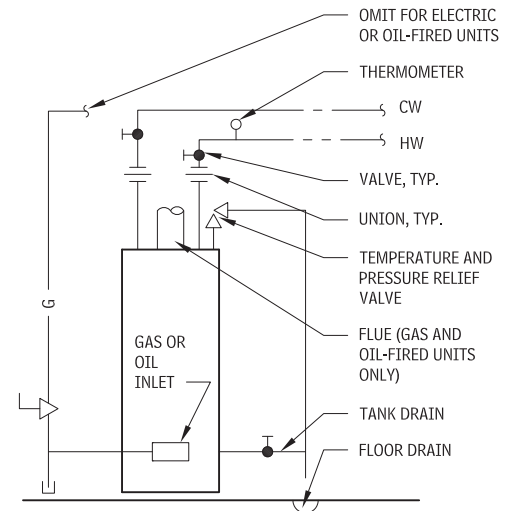 OMIT FOR ELECTRIC
OR OIL-FIRED UNITS
THERMOMETER
CW
HW
VALVE, TYP.
UNION, TYP.
TEMPERATURE AND
PRESSURE RELIEF
VALVE
FLUE (GAS AND
OIL-FIRED UNITS
ONLY)
G
GAS OR
OIL
INLET
TANK DRAIN
FLOOR DRAIN